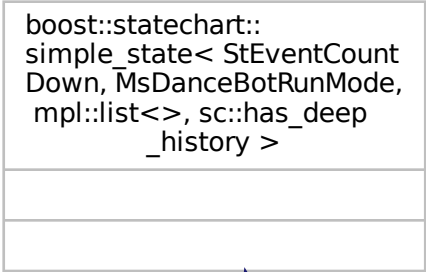 boost::statechart::
simple_state< StEventCount
Down, MsDanceBotRunMode,
mpl::list<>, sc::has_deep
_history >